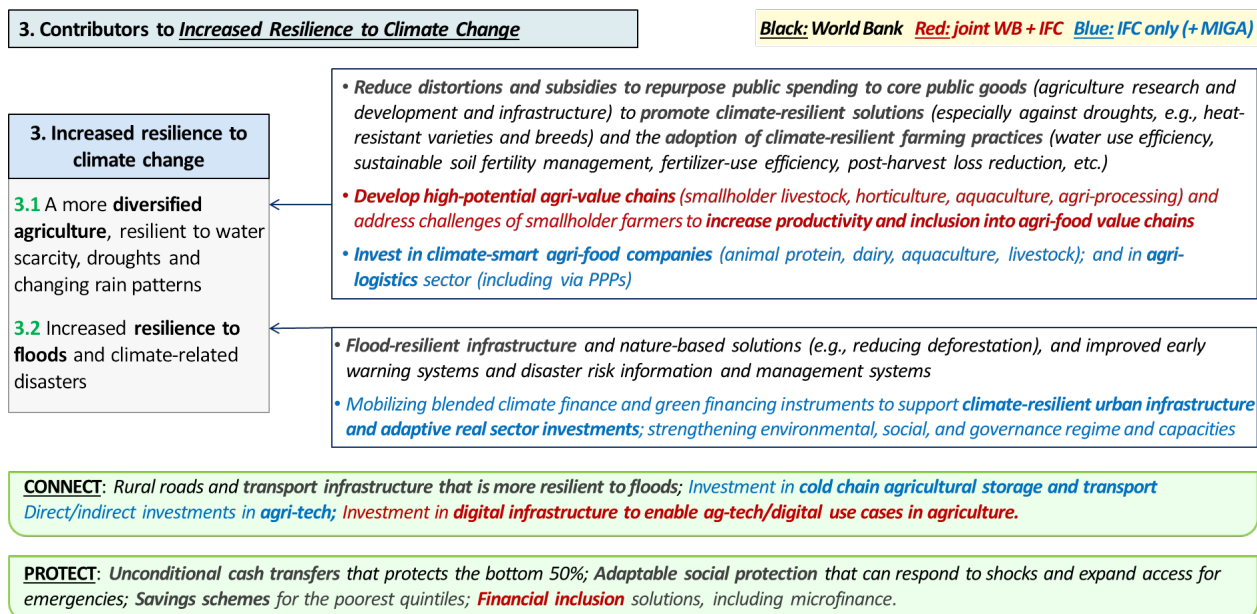 3. Contributors to Increased Resilience to Climate Change
Black: World Bank Red: joint WB + IFC Blue: IFC only (+ MIGA)
3. Increased resilience to
climate change
3.1 A more diversified
agriculture, resilient to water
scarcity, droughts and
changing rain patterns
3.2 Increased resilience to
floods and climate-related
disasters
• Reduce distortions and subsidies to repurpose public spending to core public goods (agriculture research and
development and infrastructure) to promote climate-resilient solutions (especially against droughts, e.g., heat-
resistant varieties and breeds) and the adoption of climate-resilient farming practices (water use efficiency,
sustainable soil fertility management, fertilizer-use efficiency, post-harvest loss reduction, etc.)
• Develop high-potential agri-value chains (smallholder livestock, horticulture, aquaculture, agri-processing) and
address challenges of smallholder farmers to increase productivity and inclusion into agri-food value chains
• Invest in climate-smart agri-food companies (animal protein, dairy, aquaculture, livestock); and in agri-
logistics sector (including via PPPs)
• Flood-resilient infrastructure and nature-based solutions (e.g., reducing deforestation), and improved early
warning systems and disaster risk information and management systems
• Mobilizing blended climate finance and green financing instruments to support climate-resilient urban infrastructure
and adaptive real sector investments; strengthening environmental, social, and governance regime and capacities
CONNECT: Rural roads and transport infrastructure that is more resilient to floods; Investment in cold chain agricultural storage and transport
Direct/indirect investments in agri-tech; Investment in digital infrastructure to enable ag-tech/digital use cases in agriculture.
PROTECT: Unconditional cash transfers that protects the bottom 50%; Adaptable social protection that can respond to shocks and expand access for
emergencies; Savings schemes for the poorest quintiles; Financial inclusion solutions, including microfinance.